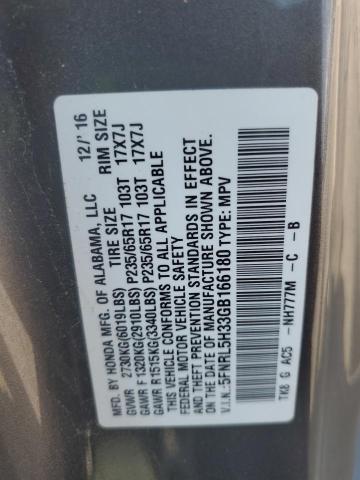 MFD. BY HONDA MFG. OF ALABAMA, LLC 12/'16
TIRE SIZE RIM SIZE
GVWR 2730KG(6019LBS) P235/65R17 103T 17X7J
GAWR F 1320KG(2910LBS) P235/65R17 103T 17X7J
GAWR R 1515KG(3340LBS)
THIS VEHICLE CONFORMS TO ALL APPLICABLE
FEDERAL MOTOR VEHICLE SAFETY STANDARDS IN EFFECT
AND THEFT PREVENTION
ON THE DATE OF MANUFACTURE SHOWN ABOVE.
V.I.N.:5FNRL5H33GB166180 TYPE: MPV
TK8 G AC5 -NH777M -C -B